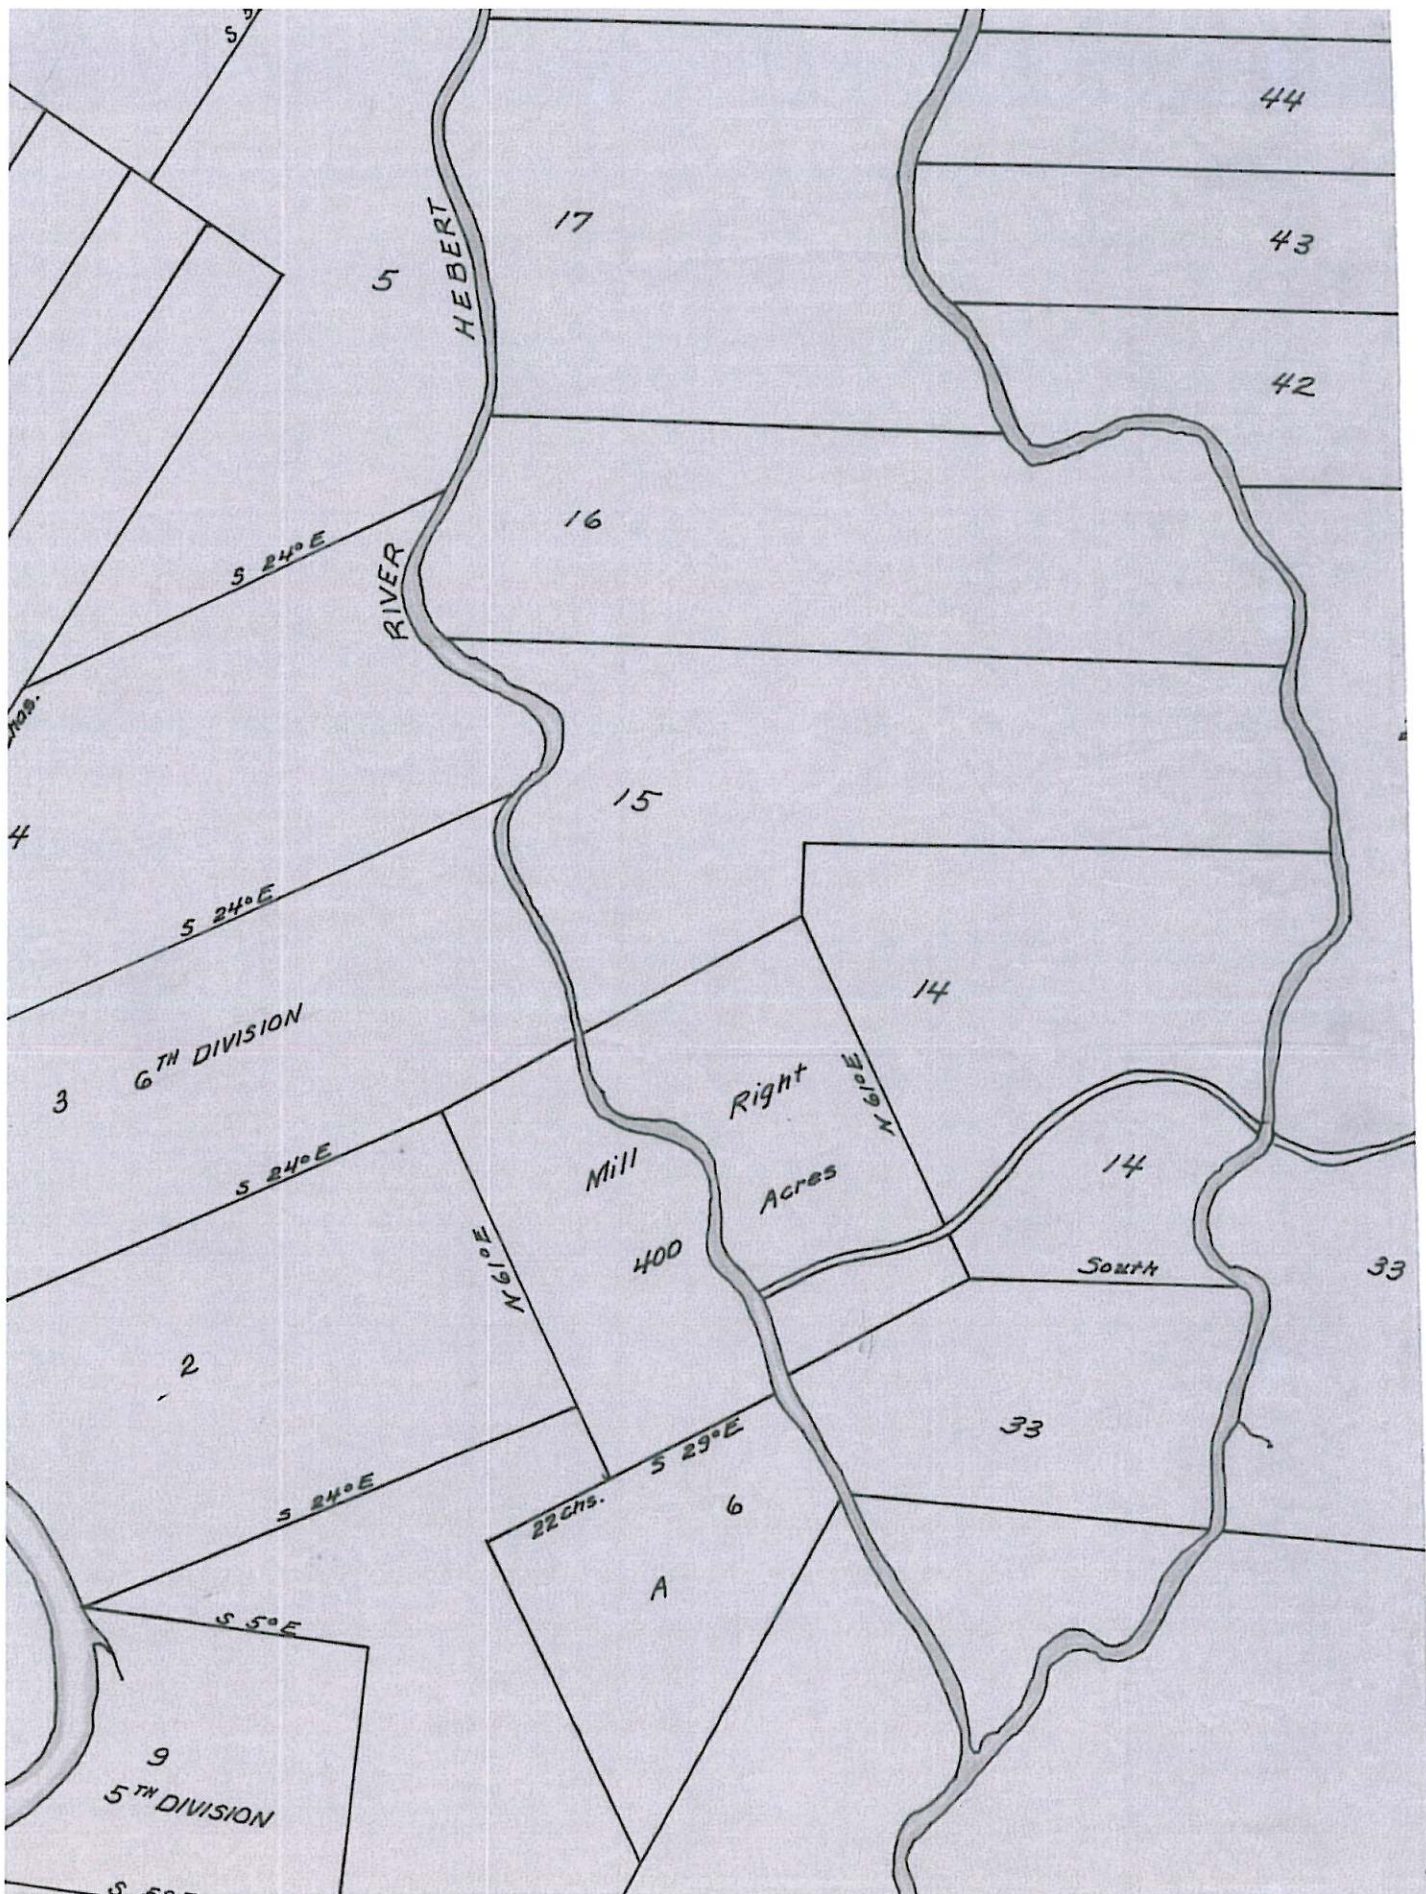 S
44
17
43
HEBERT
5
42
16
S 24° E
RIVER
15
4
S 24° E
14
6TH DIVISION
3
Right
N 61° E
Mill
Acres
14
S 24° E
400
N 61° E
South
33
2
33
S 29° E
S 24° E
22 chs.
6
A
S 5° E
9
5TH DIVISION